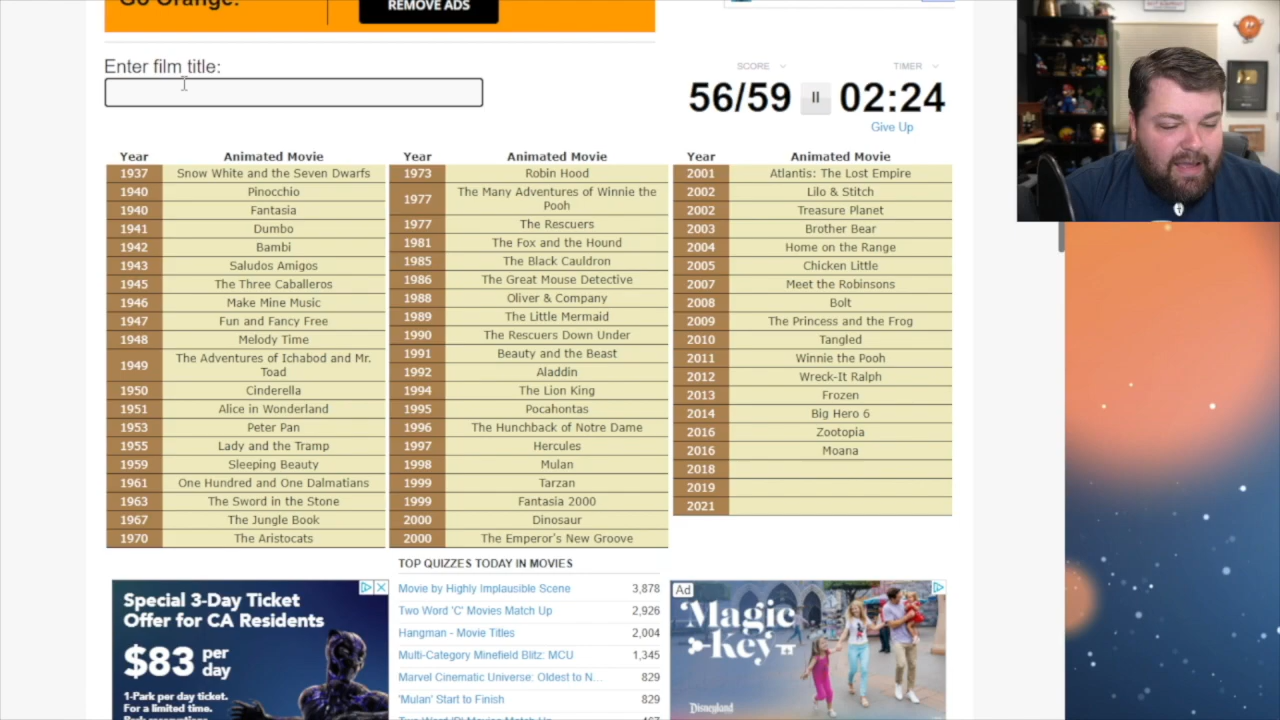 Go Orange.
REMOVE ADS
Enter film title:
SCORE
TIMER
56/59
02:24
Give Up
Year Animated Movie
1937 Snow White and the Seven Dwarfs
1940 Pinocchio
1940 Fantasia
1941 Dumbo
1942 Bambi
1943 Saludos Amigos
1945 The Three Caballeros
1946 Make Mine Music
1947 Fun and Fancy Free
1948 Melody Time
1949 The Adventures of Ichabod and Mr.
Toad
1950 Cinderella
1951 Alice in Wonderland
1953 Peter Pan
1955 Lady and the Tramp
1959 Sleeping Beauty
1961 One Hundred and One Dalmatians
1963 The Sword in the Stone
1967 The Jungle Book
1970 The Aristocats
Year Animated Movie
1973 Robin Hood
1977 The Many Adventures of Winnie the
Pooh
1977 The Rescuers
1981 The Fox and the Hound
1985 The Black Cauldron
1986 The Great Mouse Detective
1988 Oliver & Company
1989 The Little Mermaid
1990 The Rescuers Down Under
1991 Beauty and the Beast
1992 Aladdin
1994 The Lion King
1995 Pocahontas
1996 The Hunchback of Notre Dame
1997 Hercules
1998 Mulan
1999 Tarzan
1999 Fantasia 2000
2000 Dinosaur
2000 The Emperor's New Groove
Year Animated Movie
2001 Atlantis: The Lost Empire
2002 Lilo & Stitch
2002 Treasure Planet
2003 Brother Bear
2004 Home on the Range
2005 Chicken Little
2007 Meet the Robinsons
2008 Bolt
2009 The Princess and the Frog
2010 Tangled
2011 Winnie the Pooh
2012 Wreck-It Ralph
2013 Frozen
2014 Big Hero 6
2016 Zootopia
2016 Moana
2018
2019
2021
Special 3-Day Ticket
Offer for CA Residents
$83 per
day
1-Park per day ticket.
For a limited time.
TOP QUIZZES TODAY IN MOVIES
Movie by Highly Implausible Scene 3,878
Two Word 'C' Movies Match Up 2,926
Hangman - Movie Titles 2,004
Multi-Category Minefield Blitz: MCU 1,345
Marvel Cinematic Universe: Oldest to N... 829
'Mulan' Start to Finish 829
Ad
Magic
key
Disneyland